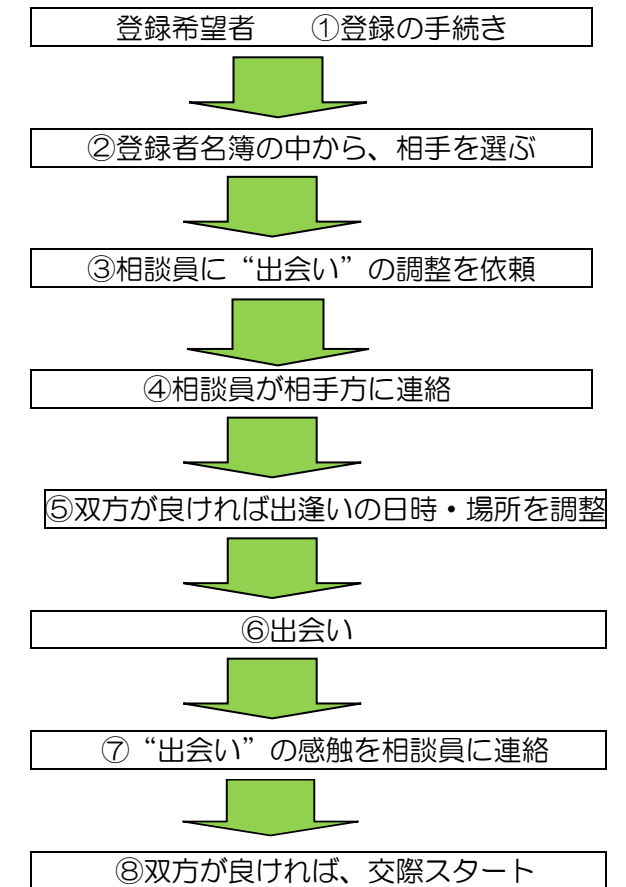 登録希望者　　①登録の手続き
②登録者名簿の中から、相手を選ぶ
③相談員に“出会い”の調整を依頼
④相談員が相手方に連絡
⑤双方が良ければ出逢いの日時・場所を調整
⑥出会い
⑦“出会い”の感触を相談員に連絡
⑧双方が良ければ、交際スタート